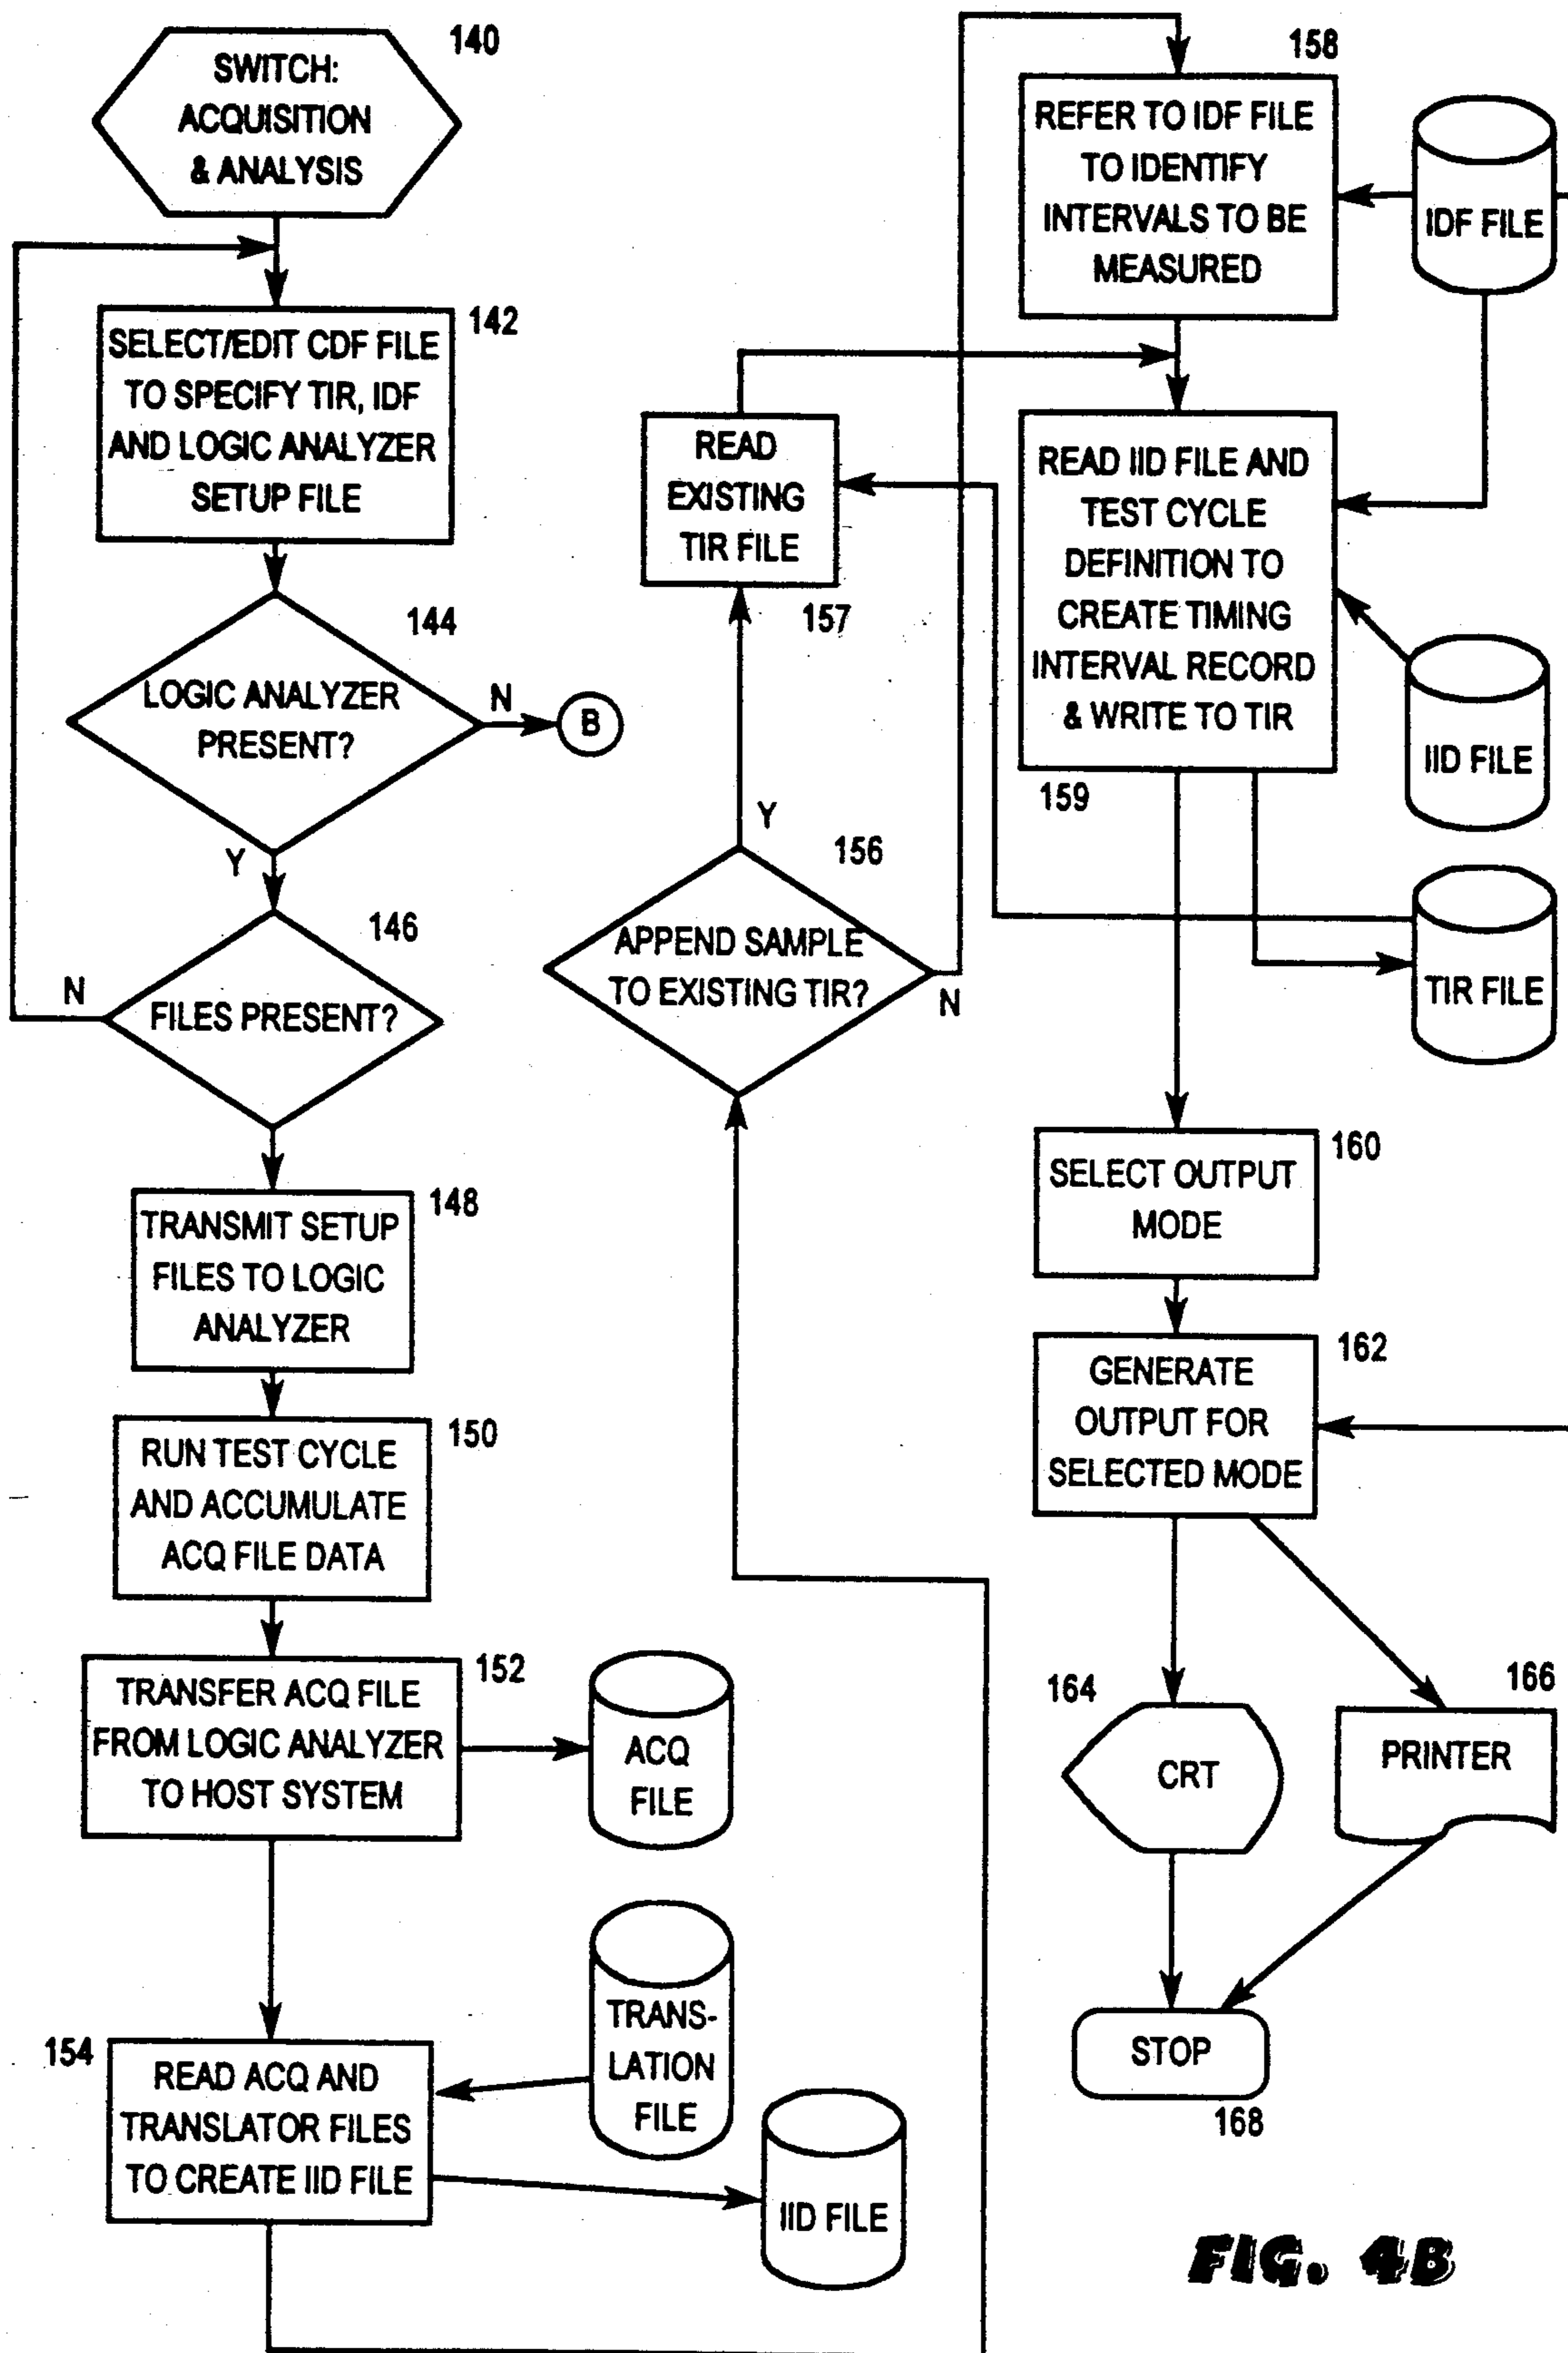 140
SWITCH:
ACQUISITION
& ANALYSIS
142
SELECT/EDIT CDF FILE
TO SPECIFY TIR, IDF
AND LOGIC ANALYZER
SETUP FILE
144
LOGIC ANALYZER
PRESENT?
N
B
Y
146
FILES PRESENT?
N
148
TRANSMIT SETUP
FILES TO LOGIC
ANALYZER
150
RUN TEST CYCLE
AND ACCUMULATE
ACQ FILE DATA
152
TRANSFER ACQ FILE
FROM LOGIC ANALYZER
TO HOST SYSTEM
ACQ
FILE
TRANS-
LATION
FILE
154
READ ACQ AND
TRANSLATOR FILES
TO CREATE IID FILE
IID FILE
156
APPEND SAMPLE
TO EXISTING TIR?
Y
N
READ
EXISTING
TIR FILE
157
158
REFER TO IDF FILE
TO IDENTIFY
INTERVALS TO BE
MEASURED
IDF FILE
READ IID FILE AND
TEST CYCLE
DEFINITION TO
CREATE TIMING
INTERVAL RECORD
& WRITE TO TIR
159
IID FILE
TIR FILE
160
SELECT OUTPUT
MODE
162
GENERATE
OUTPUT FOR
SELECTED MODE
164
CRT
166
PRINTER
STOP
168
FIG. 4B